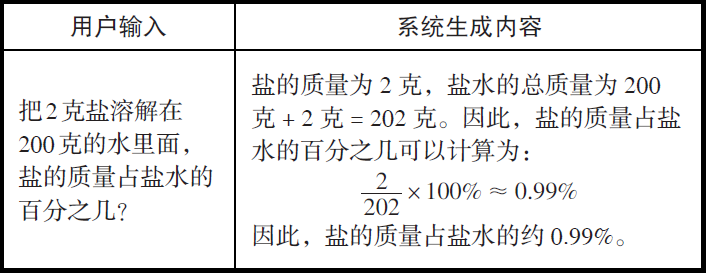 用户输入
系统生成内容
把2克盐溶解在
200克的水里面，
盐的质量占盐水的
百分之几？
盐的质量为 2 克，盐水的总质量为 200
克 + 2 克 = 202 克。因此，盐的质量占盐
水的百分之几可以计算为：
2/202 × 100% ≈ 0.99%
因此，盐的质量占盐水的约 0.99%。